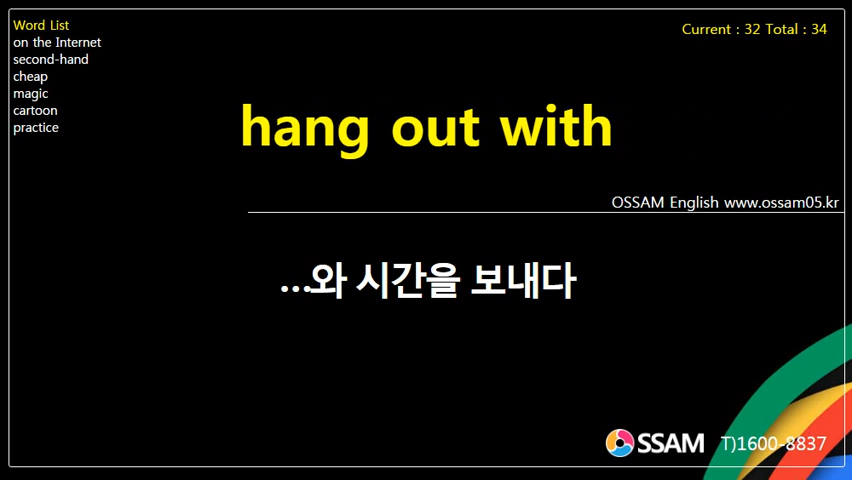 Word List
on the Internet
second-hand
cheap
magic
cartoon
practice
Current : 32 Total : 34
hang out with
OSSAM English www.ossam05.kr
...와 시간을 보내다
OSSAM T)1600-8837